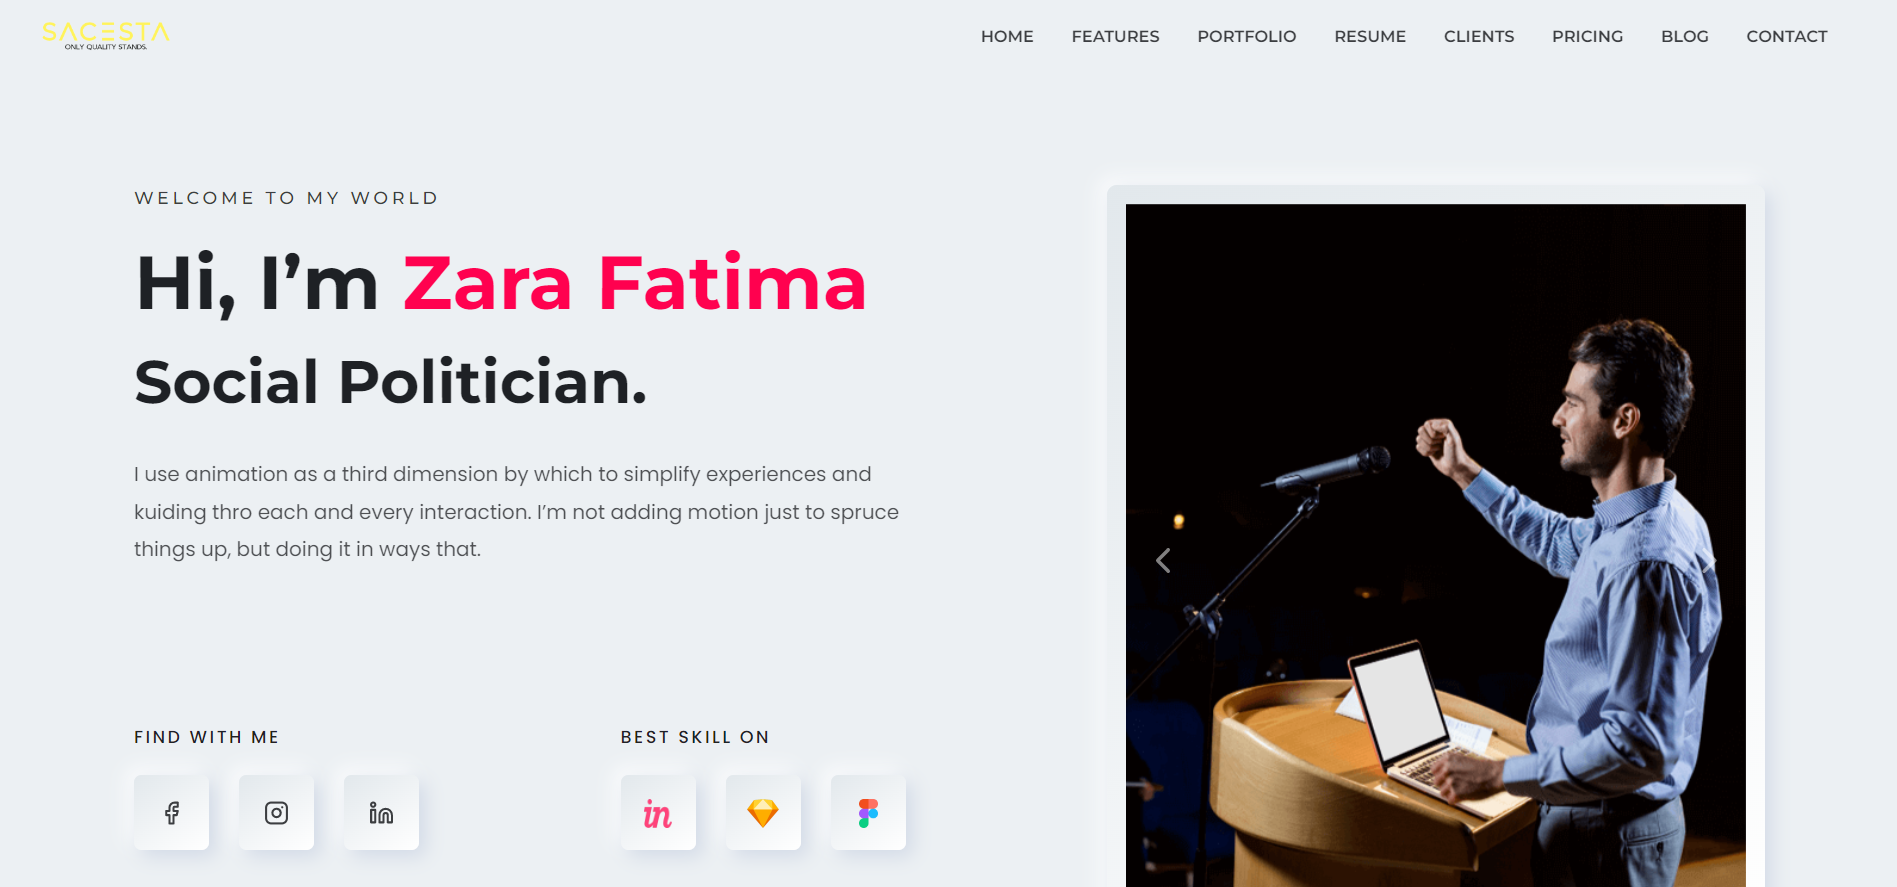 SACESTA
ONLY QUALITY STANDS.
HOME FEATURES PORTFOLIO RESUME CLIENTS PRICING BLOG CONTACT
WELCOME TO MY WORLD
Hi, I’m Zara Fatima
Social Politician.
I use animation as a third dimension by which to simplify experiences and
kuiding thro each and every interaction. I’m not adding motion just to spruce
things up, but doing it in ways that.
FIND WITH ME
BEST SKILL ON
in